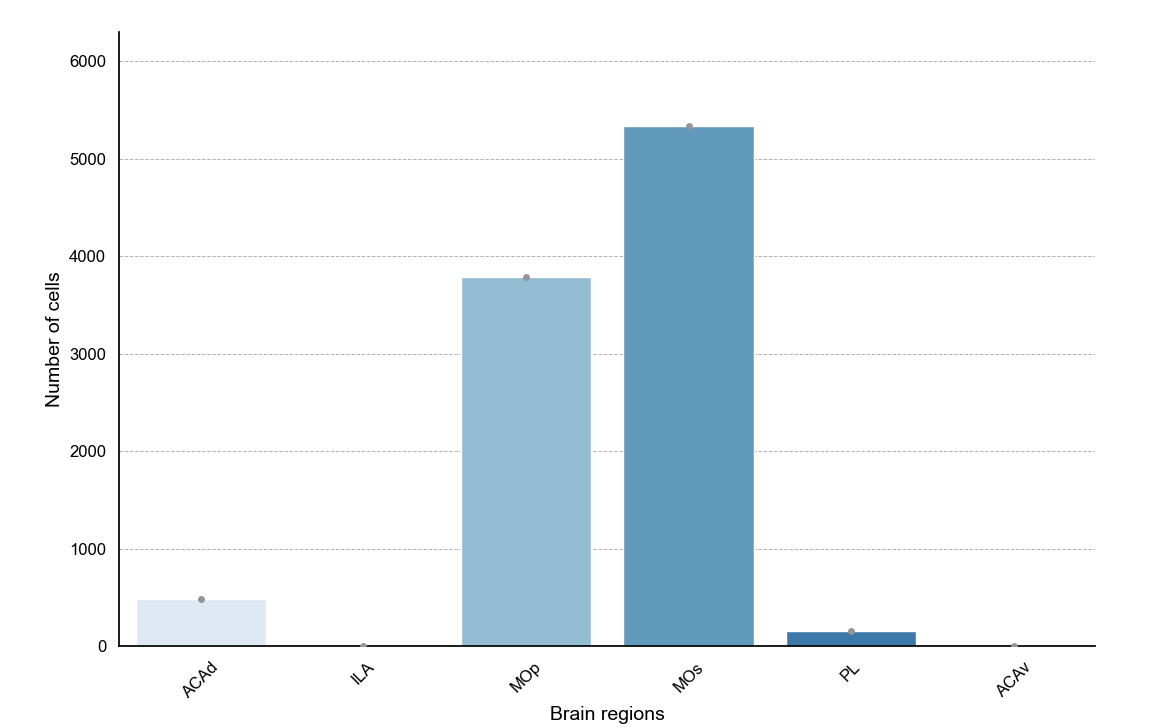 6000
5000
4000
3000
2000
1000
0
Number of cells
ACAd
ILA
MOp
MOs
PL
ACAv
Brain regions